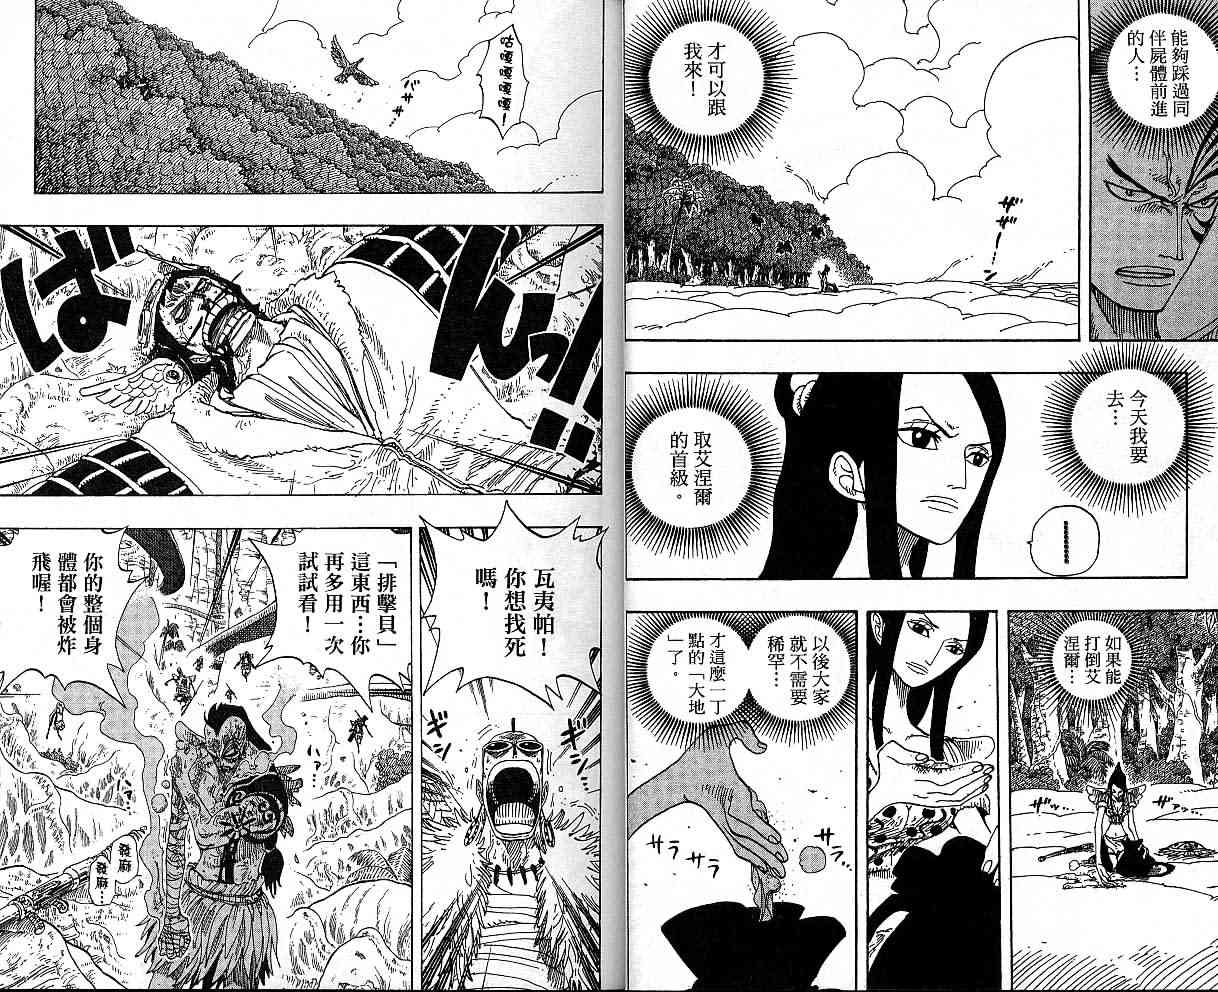 能夠踩過同
伴屍體前進
的人…
才可以跟
我來！
ザザ
今天我要
去…
取艾涅爾
的首級。
…………
如果能
打倒艾
涅爾…
ザッ
ザッ
以後大家
就不需要
稀罕…
才這麼一丁
點的「大地
」了。
サラ
サラ
咕嘎嘎嘎嘎！
バサ
ばんっ!!
瓦夷帕！
你想找死
嗎！
ギシ
ギシ
「排擊貝」
這東西…你
再多用一次
試試看！
你的整個身
體都會被炸
飛喔！
ハァ…
ハァ…
發麻
發麻…